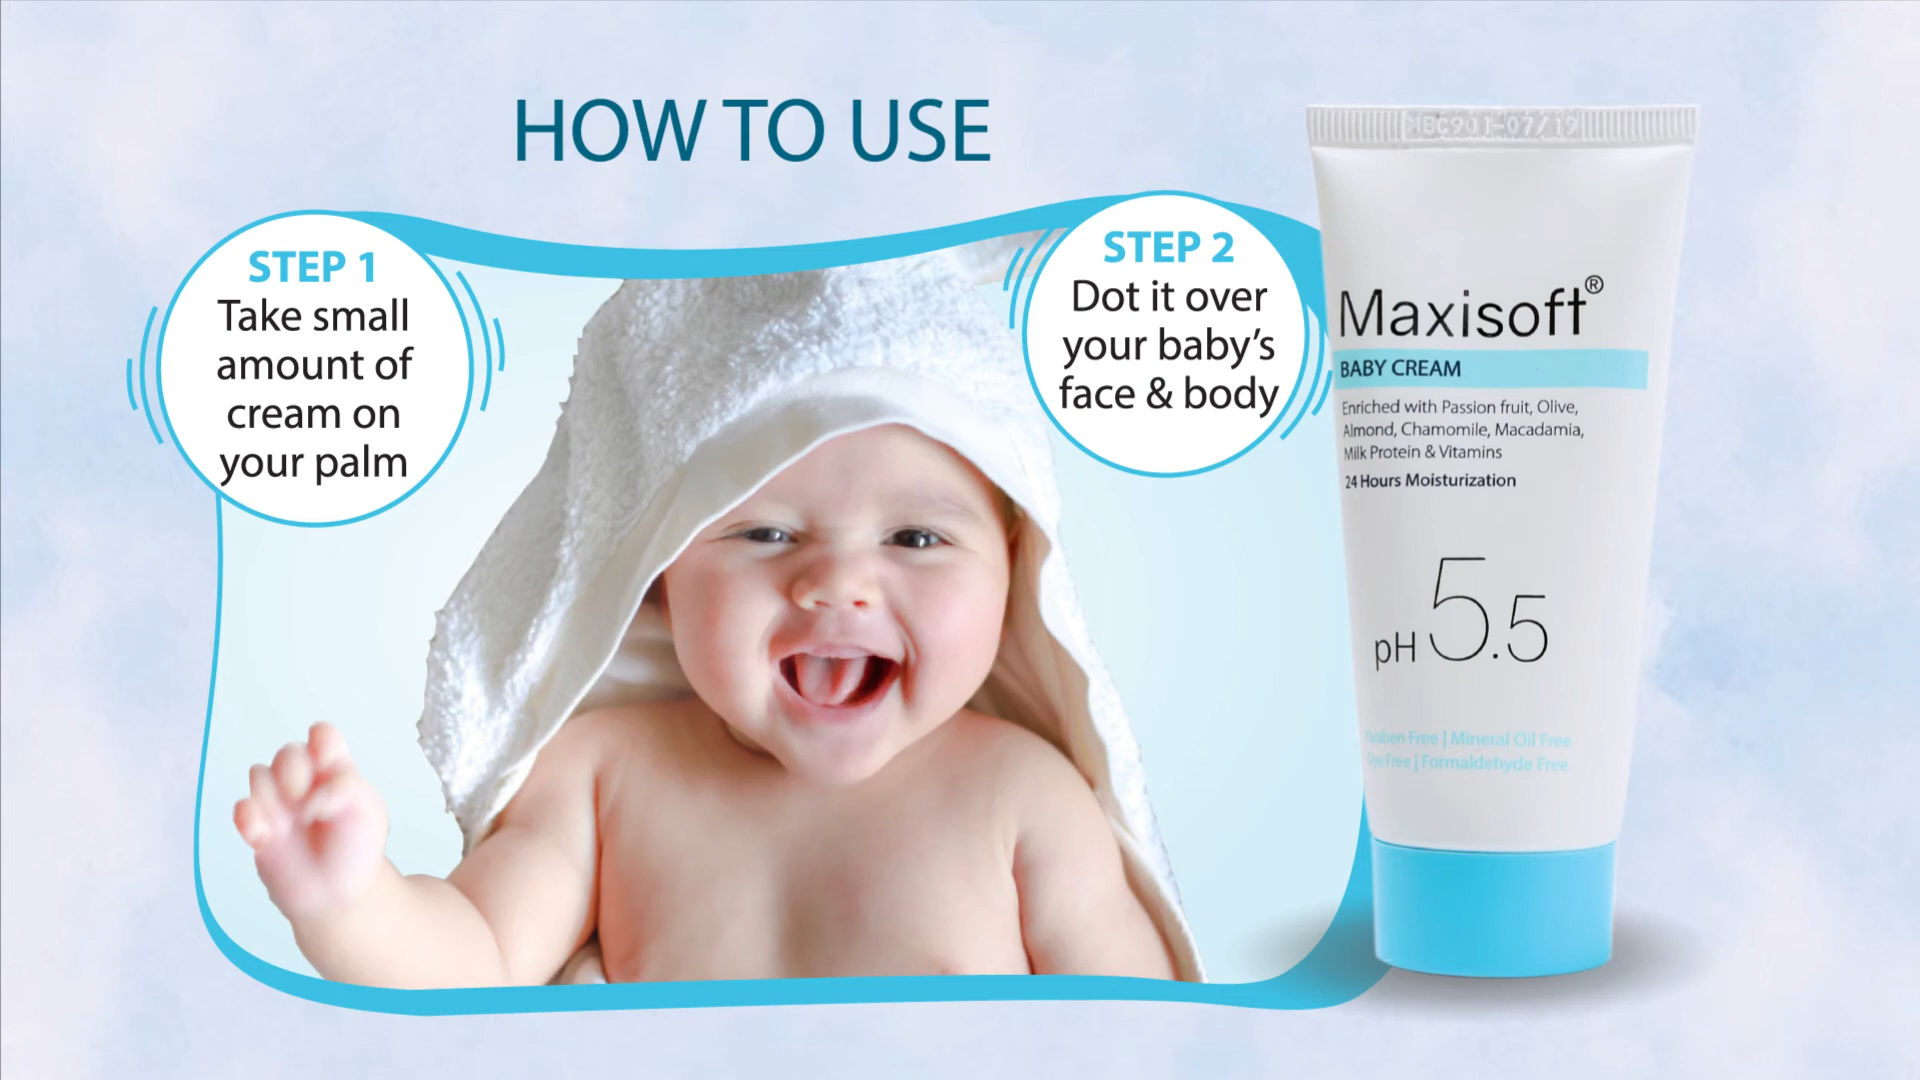 HOW TO USE
STEP 1
Take small
amount of
cream on
your palm
STEP 2
Dot it over
your baby's
face & body
Maxisoft®
BABY CREAM
Enriched with Passion fruit, Olive,
Almond, Chamomile, Macadamia,
Milk Protein & Vitamins
24 Hours Moisturization
pH 5.5
Paraben Free | Mineral Oil Free
Dye Free | Formaldehyde Free